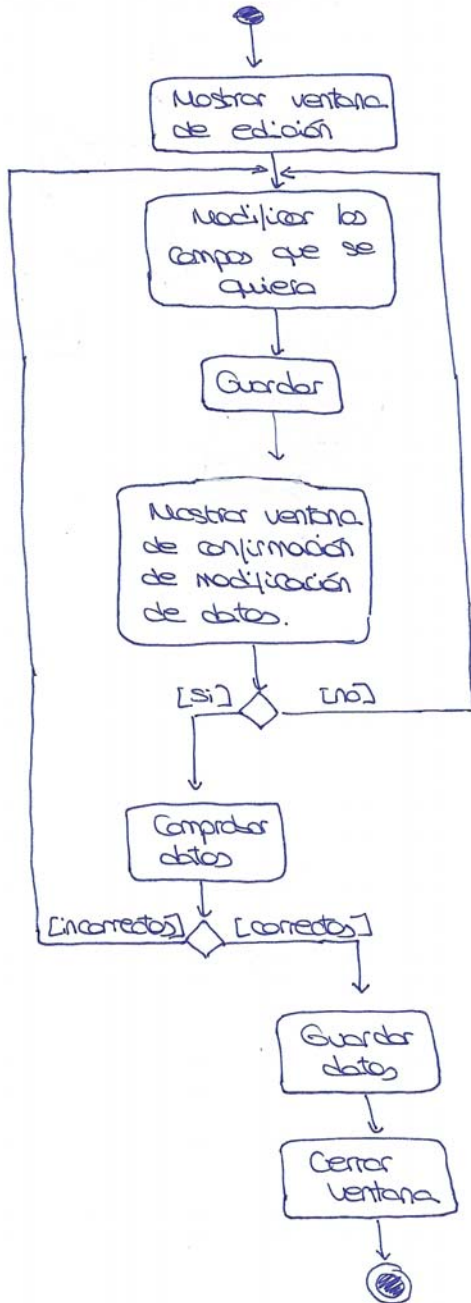 Mostrar ventana
de edición
Modificar los
campos que se
quiera
Guardar
Mostrar ventana
de confirmación
de modificación
de datos.
[si]
[no]
Comprobar
datos
[incorrectos]
[correctos]
Guardar
datos
Cerrar
ventana